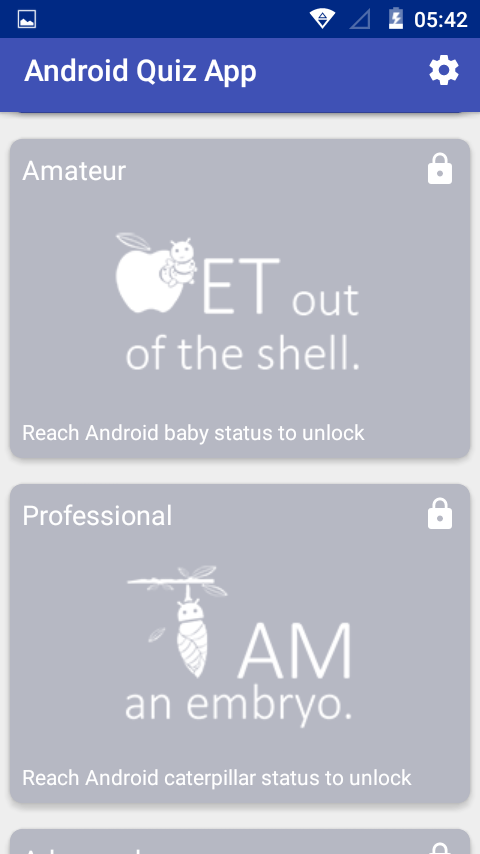 05:42
Android Quiz App
Amateur
ET out
of the shell.
Reach Android baby status to unlock
Professional
AM
an embryo.
Reach Android caterpillar status to unlock